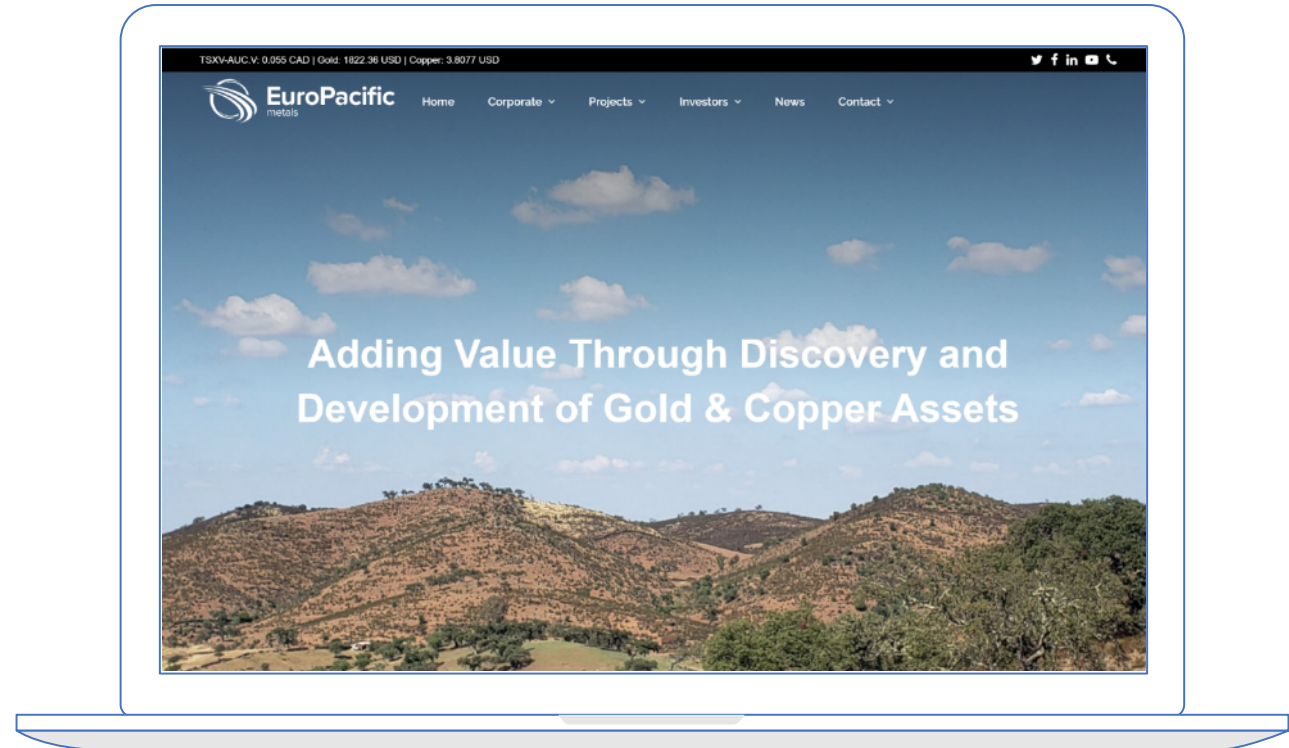 TSXV-AUC.V: 0.055 CAD | Gold: 1822.36 USD | Copper: 3.8077 USD
EuroPacific
metals
Home Corporate Projects Investors News Contact
Adding Value Through Discovery and
Development of Gold & Copper Assets